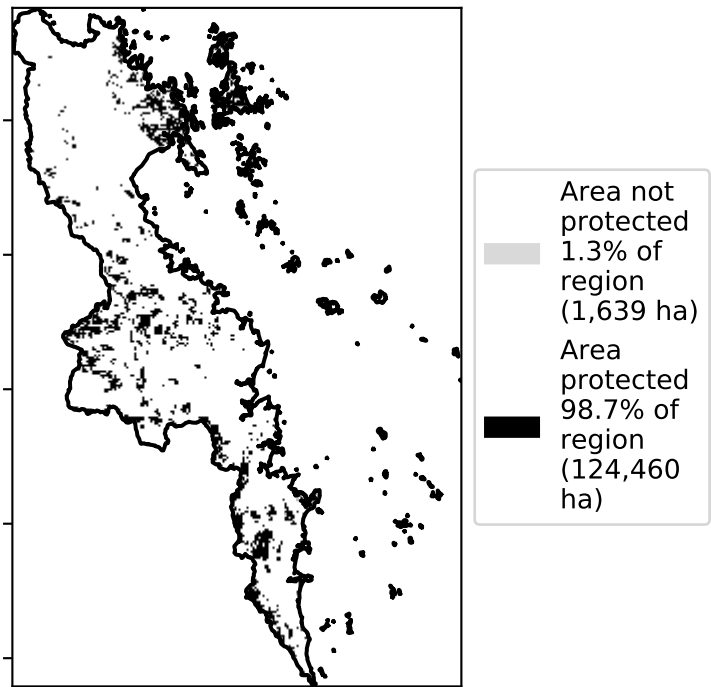 Area not
protected
1.3% of
region
(1,639 ha)
Area
protected
98.7% of
region
(124,460
ha)